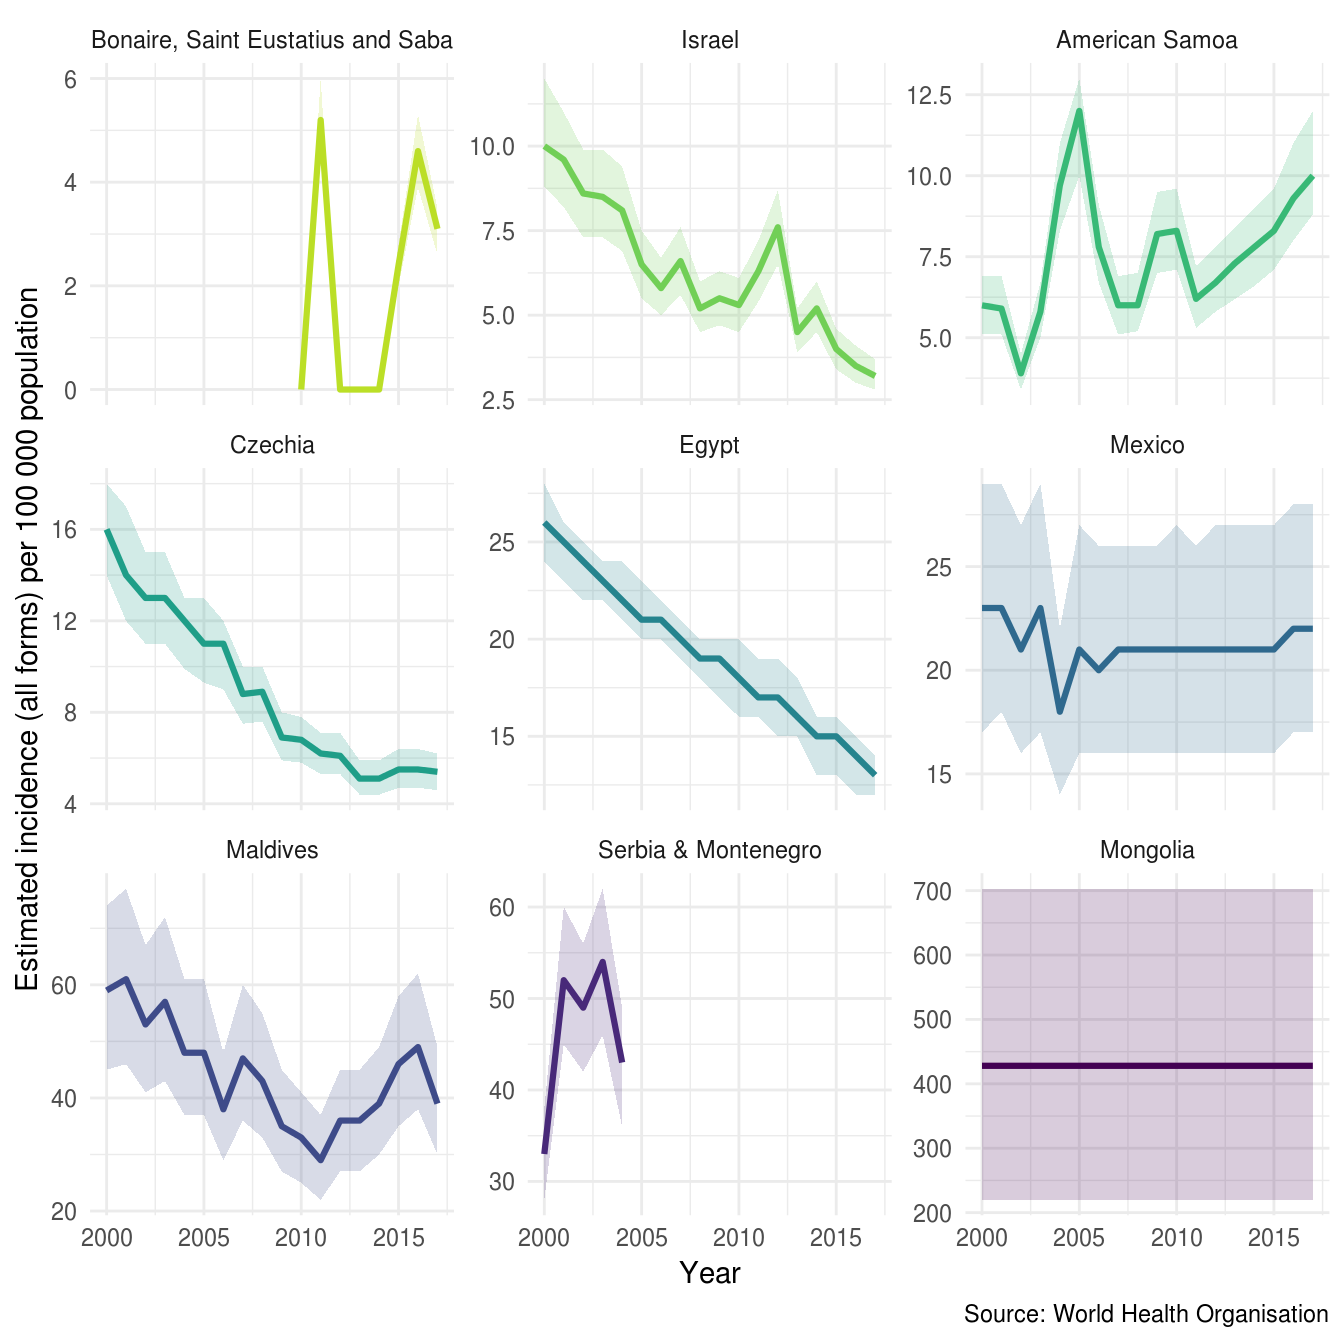 Bonaire, Saint Eustatius and Saba
Israel
American Samoa
6
4
2
0
10.0
7.5
5.0
2.5
12.5
10.0
7.5
5.0
Czechia
Egypt
Mexico
16
12
8
4
25
20
15
25
20
15
Maldives
Serbia & Montenegro
Mongolia
60
40
20
60
50
40
30
700
600
500
400
300
200
2000 2005 2010 2015
2000 2005 2010 2015
2000 2005 2010 2015
Estimated incidence (all forms) per 100 000 population
Year
Source: World Health Organisation